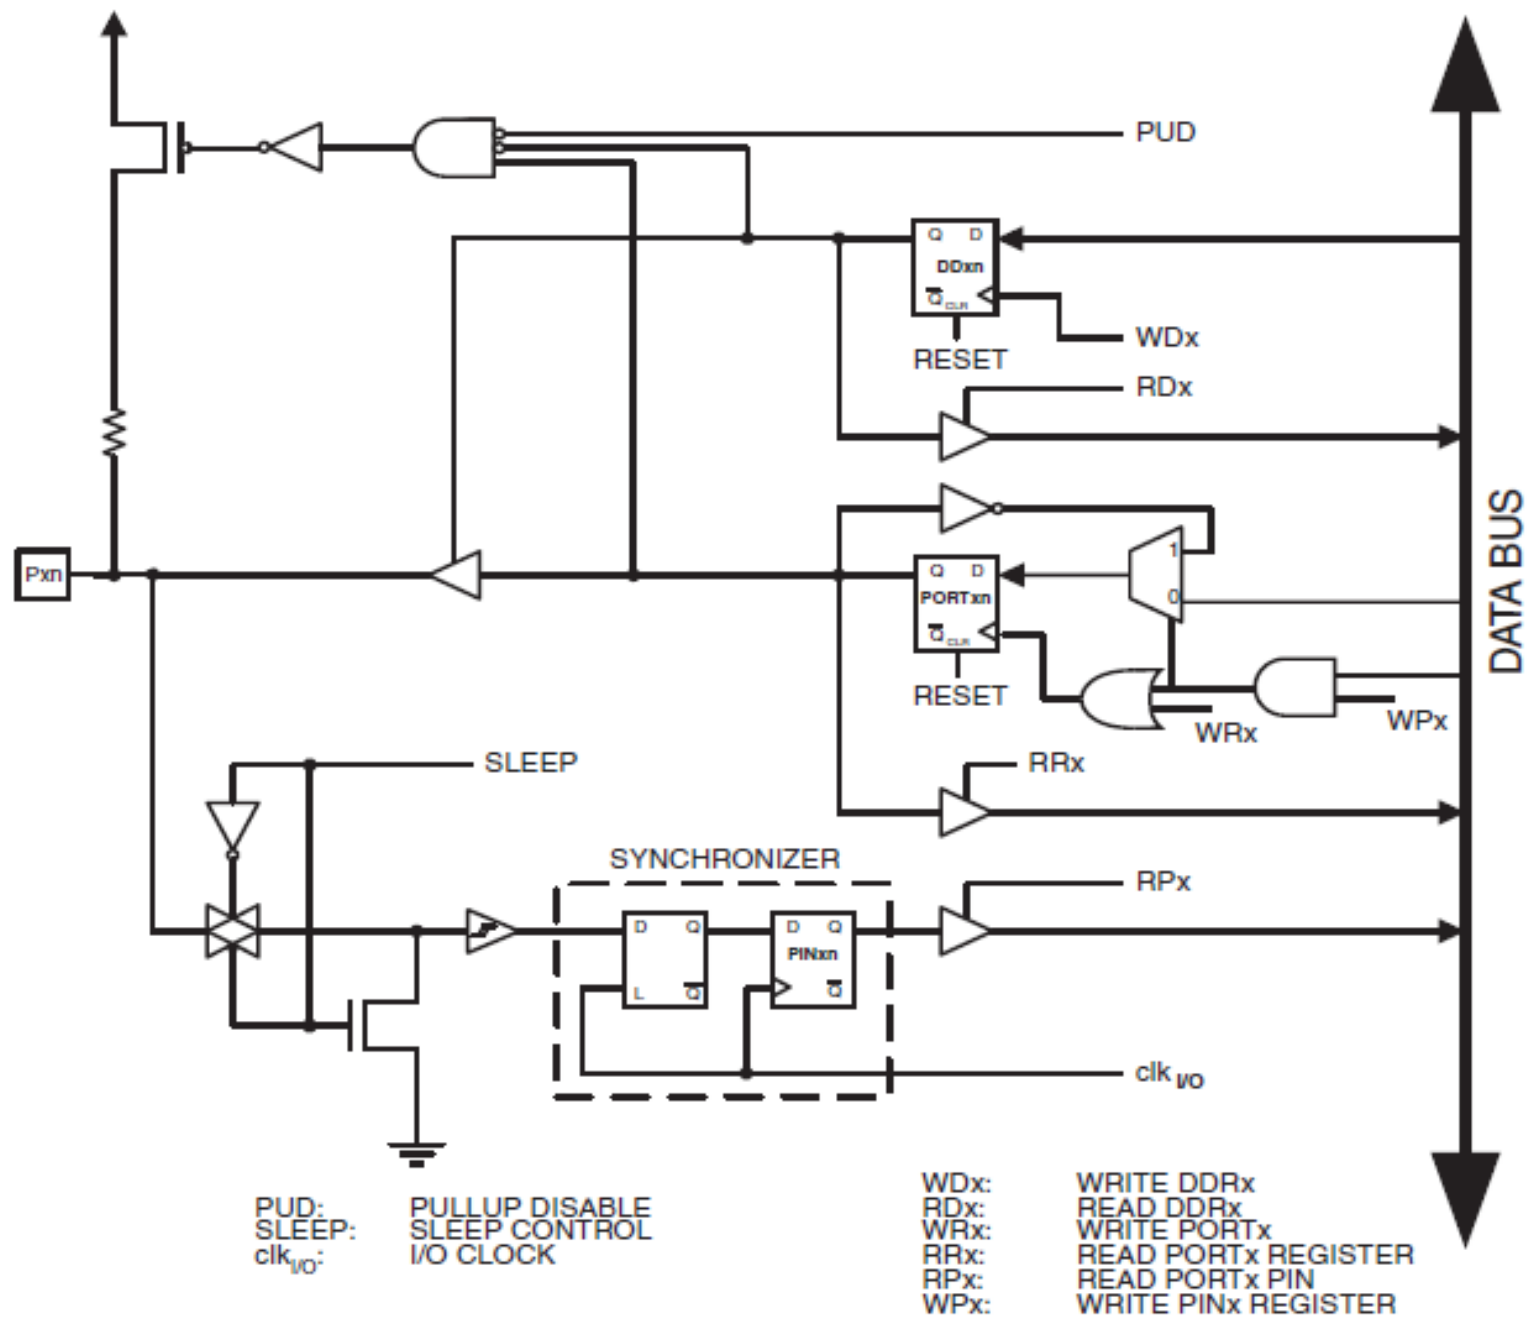 PUD
Q D
DDxn
Q CLR
WDx
RESET
RDx
Pxn
1
Q D
PORTxn
0
Q CLR
RESET
WRx
WPx
DATA BUS
SLEEP
RRx
SYNCHRONIZER
RPx
D Q
D Q
PINxn
L Q
Q
clk I/O
PUD: PULLUP DISABLE
SLEEP: SLEEP CONTROL
clkI/O: I/O CLOCK
WDx: WRITE DDRx
RDx: READ DDRx
WRx: WRITE PORTx
RRx: READ PORTx REGISTER
RPx: READ PORTx PIN
WPx: WRITE PINx REGISTER